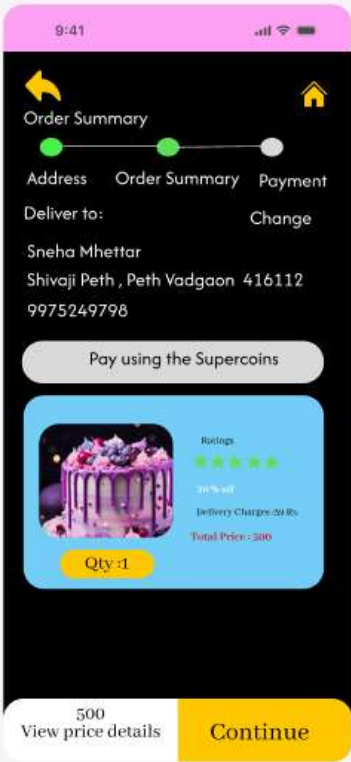 9:41
Order Summary
Address Order Summary Payment
Deliver to: Change
Sneha Mhettar
Shivaji Peth , Peth Vadgaon 416112
9975249798
Pay using the Supercoins
Ratings
20% off
Delivery Charges :20 Rs
Total Price : 500
Qty :1
500
View price details
Continue